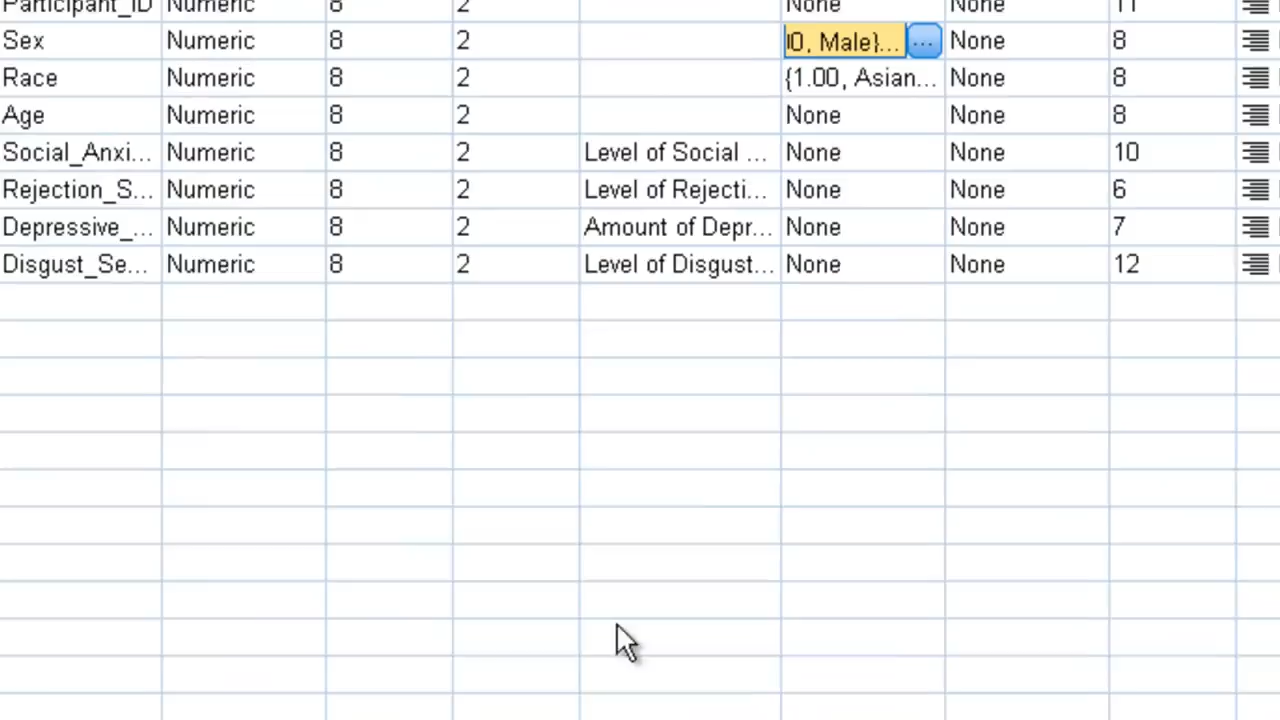 Participant_ID Numeric 8 2 None None 11
Sex Numeric 8 2 00, Male}... ... None 8
Race Numeric 8 2 {1.00, Asian... None 8
Age Numeric 8 2 None None 8
Social_Anxi... Numeric 8 2 Level of Social ... None None 10
Rejection_S... Numeric 8 2 Level of Rejecti... None None 6
Depressive_... Numeric 8 2 Amount of Depr... None None 7
Disgust_Se... Numeric 8 2 Level of Disgust... None None 12